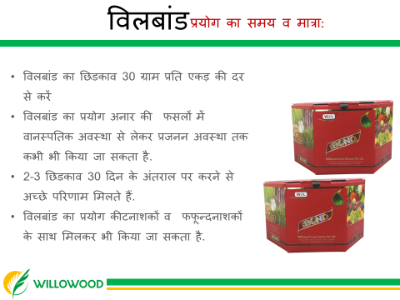 विलबांड प्रयोग का समय व मात्रा:
• विलबांड का छिडकाव 30 ग्राम प्रति एकड़ की दर
से करें
• विलबांड का प्रयोग अनार की फसलों में
वानस्पतिक अवस्था से लेकर प्रजनन अवस्था तक
कभी भी किया जा सकता है.
• 2-3 छिडकाव 30 दिन के अंतराल पर करने से
अच्छे परिणाम मिलते हैं.
• विलबांड का प्रयोग कीटनाशकों व फफून्दनाशकों
के साथ मिलकर भी किया जा सकता है.
WILLOWOOD